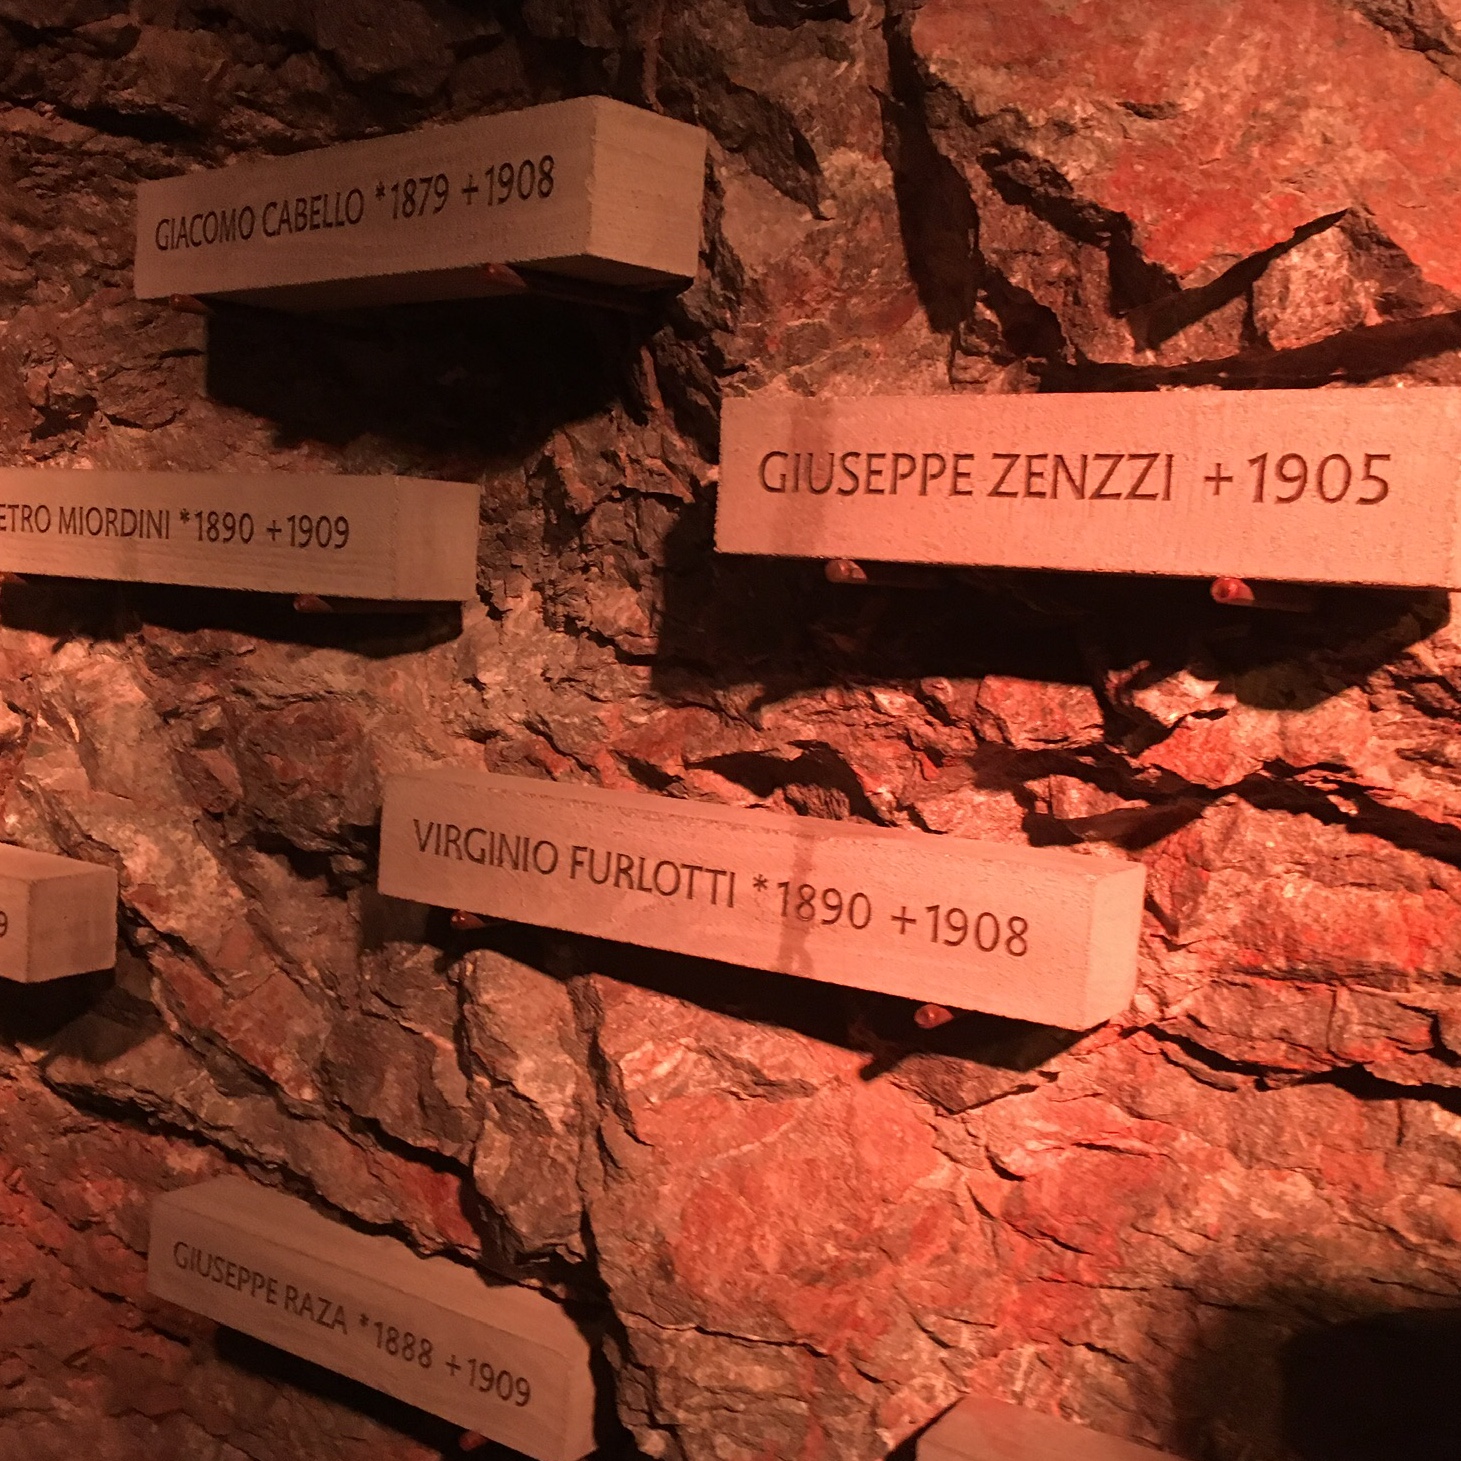 GIACOMO CABELLO *1879 +1908
GIUSEPPE ZENZZI +1905
ETRO MIORDINI *1890 +1909
VIRGINIO FURLOTTI *1890 +1908
9
GIUSEPPE RAZA *1888 +1909